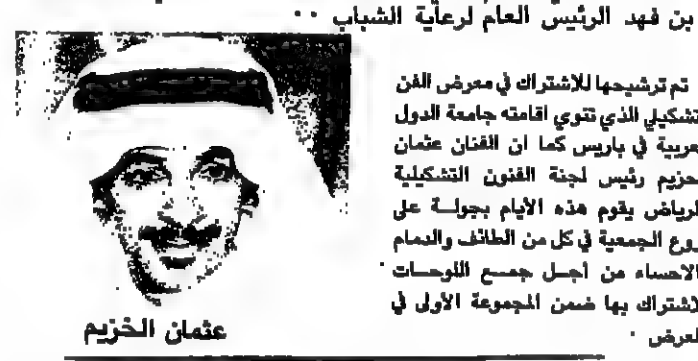 بن فهد الرئيس العام لرعاية الشباب ..
تم ترشيحها للاشتراك في معرض الفن
تشكيلي الذي تنوي اقامته جامعة الدول
عربية في باريس كما ان الفنان عثمان
خزيم رئيس لجنة الفنون التشكيلية
لرياض يقوم هذه الأيام بجولة على
روع الجمعية في كل من الطائف والدمام
الاحساء من أجل جمع اللوحات
لاشتراك بها ضمن المجموعة الأولى في
لعرض .
عثمان الخزيم